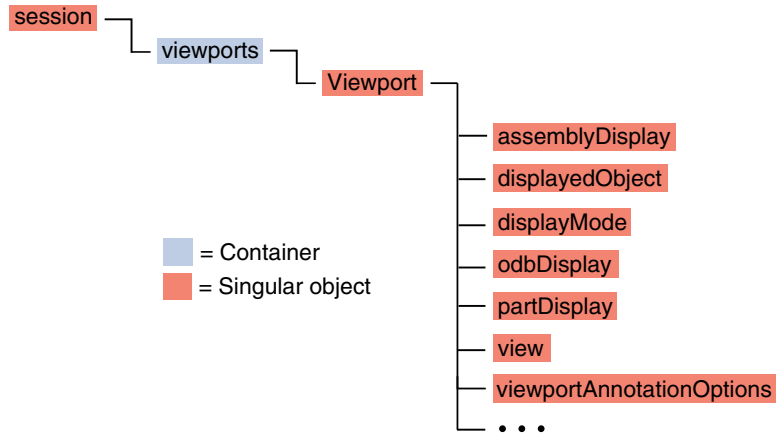 session
viewports
Viewport
assemblyDisplay
displayedObject
displayMode
odbDisplay
partDisplay
view
viewportAnnotationOptions
• • •
= Container
= Singular object